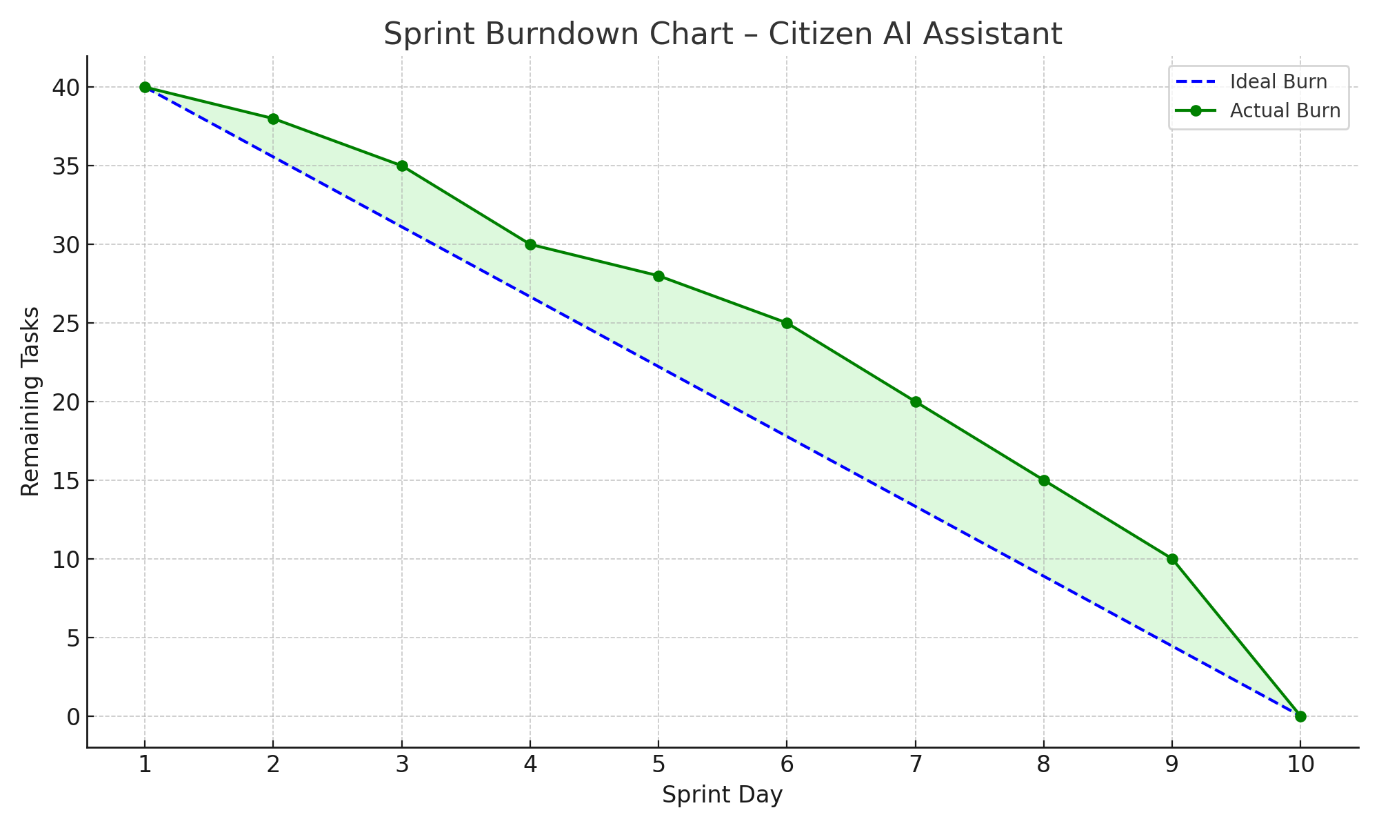 Sprint Burndown Chart – Citizen AI Assistant
Ideal Burn
Actual Burn
Remaining Tasks
40
35
30
25
20
15
10
5
0
1 2 3 4 5 6 7 8 9 10
Sprint Day